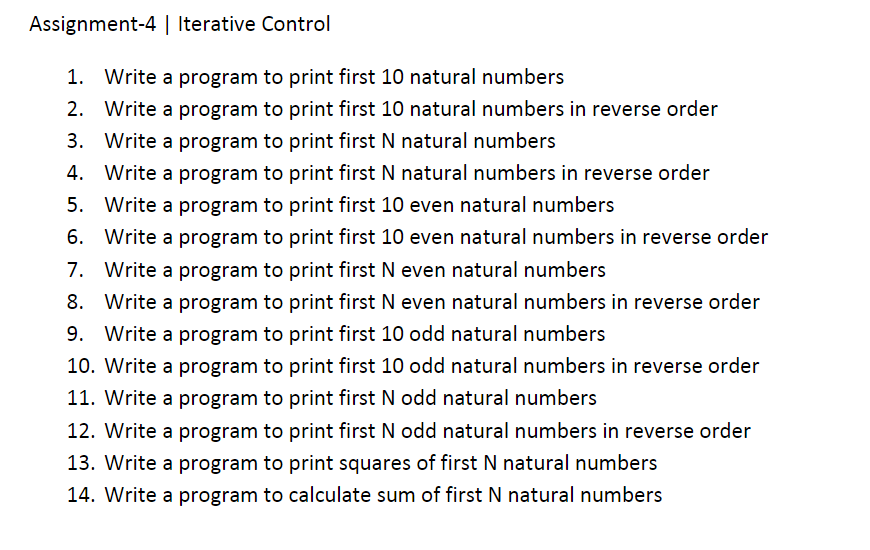 Assignment-4 | Iterative Control
1. Write a program to print first 10 natural numbers
2. Write a program to print first 10 natural numbers in reverse order
3. Write a program to print first N natural numbers
4. Write a program to print first N natural numbers in reverse order
5. Write a program to print first 10 even natural numbers
6. Write a program to print first 10 even natural numbers in reverse order
7. Write a program to print first N even natural numbers
8. Write a program to print first N even natural numbers in reverse order
9. Write a program to print first 10 odd natural numbers
10. Write a program to print first 10 odd natural numbers in reverse order
11. Write a program to print first N odd natural numbers
12. Write a program to print first N odd natural numbers in reverse order
13. Write a program to print squares of first N natural numbers
14. Write a program to calculate sum of first N natural numbers